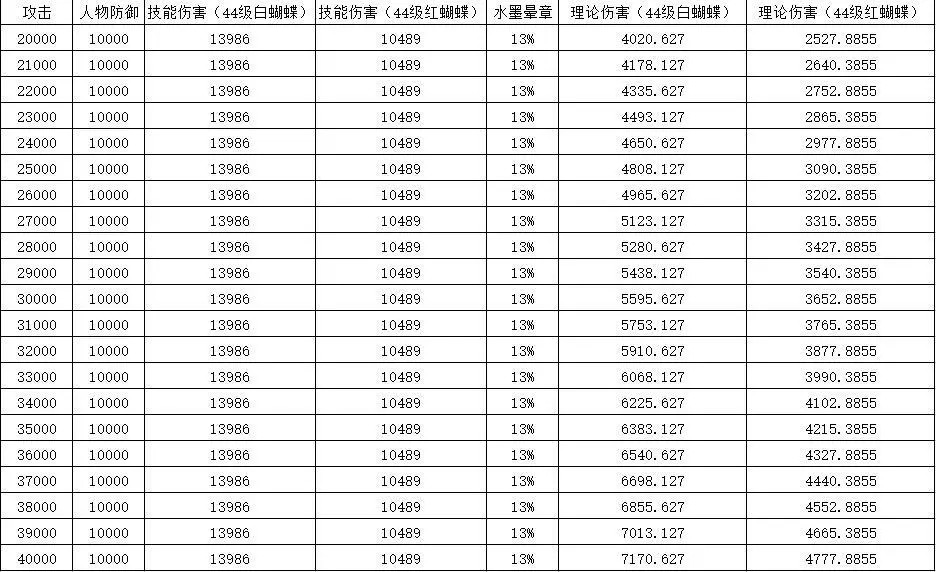 攻击 人物防御 技能伤害（44级白蝴蝶） 技能伤害（44级红蝴蝶） 水墨晕章 理论伤害（44级白蝴蝶） 理论伤害（44级红蝴蝶）
20000 10000 13986 10489 13% 4020.627 2527.8855
21000 10000 13986 10489 13% 4178.127 2640.3855
22000 10000 13986 10489 13% 4335.627 2752.8855
23000 10000 13986 10489 13% 4493.127 2865.3855
24000 10000 13986 10489 13% 4650.627 2977.8855
25000 10000 13986 10489 13% 4808.127 3090.3855
26000 10000 13986 10489 13% 4965.627 3202.8855
27000 10000 13986 10489 13% 5123.127 3315.3855
28000 10000 13986 10489 13% 5280.627 3427.8855
29000 10000 13986 10489 13% 5438.127 3540.3855
30000 10000 13986 10489 13% 5595.627 3652.8855
31000 10000 13986 10489 13% 5753.127 3765.3855
32000 10000 13986 10489 13% 5910.627 3877.8855
33000 10000 13986 10489 13% 6068.127 3990.3855
34000 10000 13986 10489 13% 6225.627 4102.8855
35000 10000 13986 10489 13% 6383.127 4215.3855
36000 10000 13986 10489 13% 6540.627 4327.8855
37000 10000 13986 10489 13% 6698.127 4440.3855
38000 10000 13986 10489 13% 6855.627 4552.8855
39000 10000 13986 10489 13% 7013.127 4665.3855
40000 10000 13986 10489 13% 7170.627 4777.8855